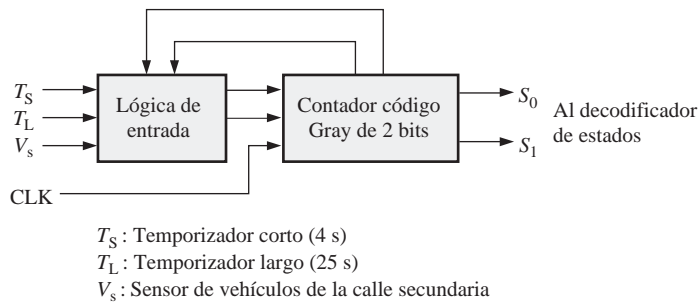 T_S
T_L
V_s
CLK
Lógica de
entrada
Contador código
Gray de 2 bits
S_0
S_1
Al decodificador
de estados
T_S : Temporizador corto (4 s)
T_L : Temporizador largo (25 s)
V_s : Sensor de vehículos de la calle secundaria